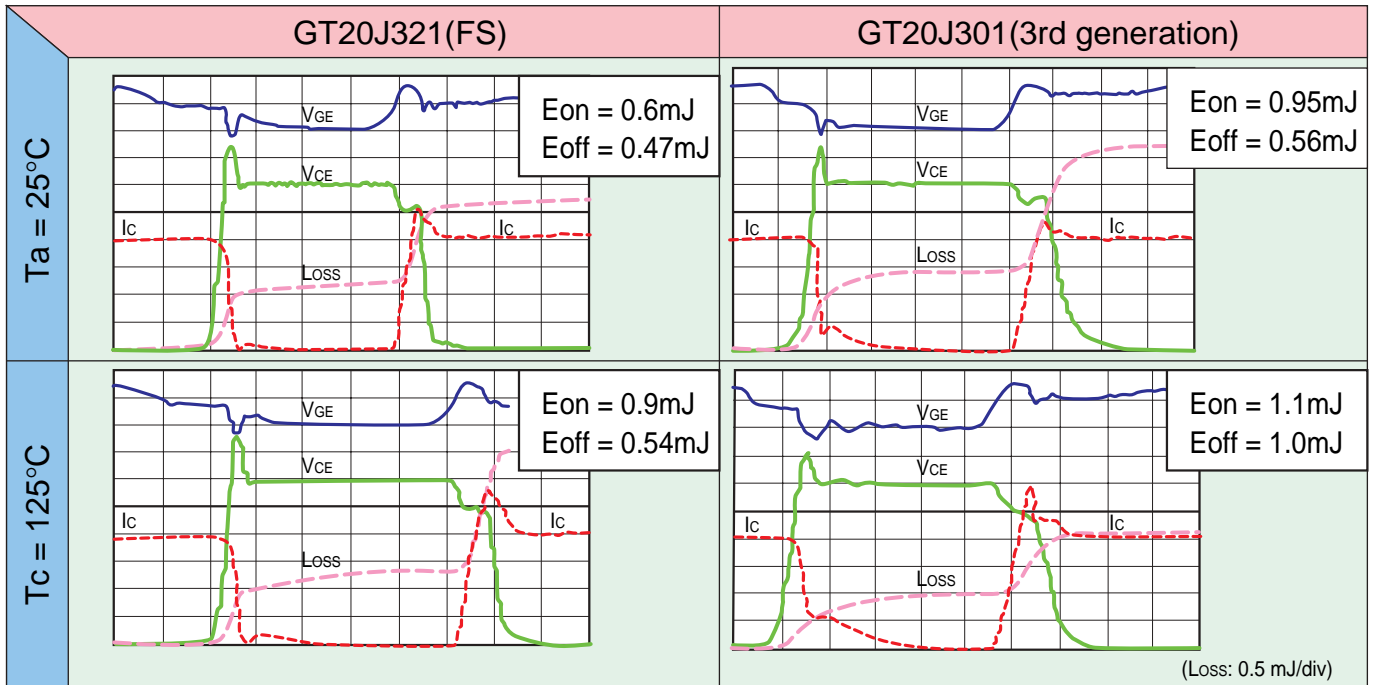 GT20J321(FS)
GT20J301(3rd generation)
Ta = 25°C
VGE
VCE
Ic
Ic
Loss
Eon = 0.6mJ
Eoff = 0.47mJ
VGE
VCE
Ic
Ic
Loss
Eon = 0.95mJ
Eoff = 0.56mJ
Tc = 125°C
VGE
VCE
Ic
Ic
Loss
Eon = 0.9mJ
Eoff = 0.54mJ
VGE
VCE
Ic
Ic
Loss
Eon = 1.1mJ
Eoff = 1.0mJ
(Loss: 0.5 mJ/div)